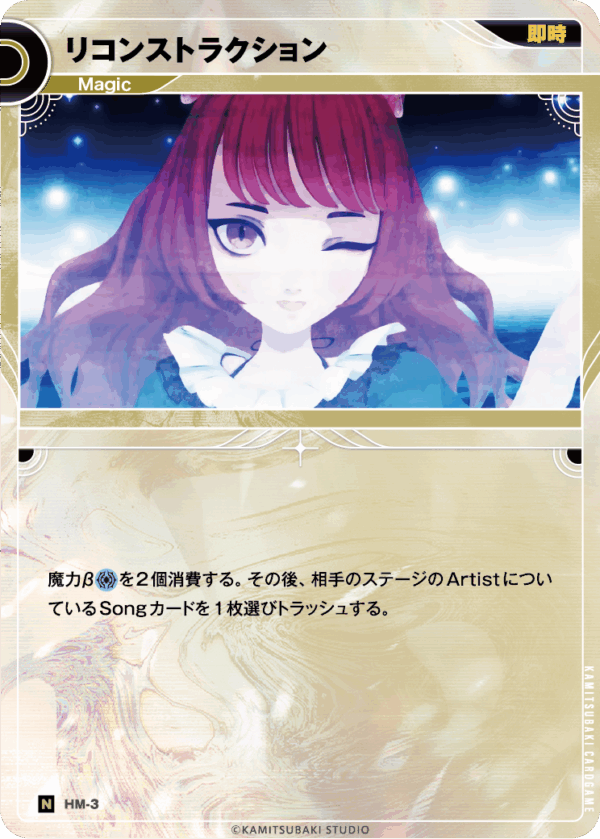 リコンストラクション
即時
Magic
魔力βを2個消費する。その後、相手のステージのArtistについ
ているSongカードを1枚選びトラッシュする。
KAMITSUBAKI CARDGAME
N HM-3
©KAMITSUBAKI STUDIO